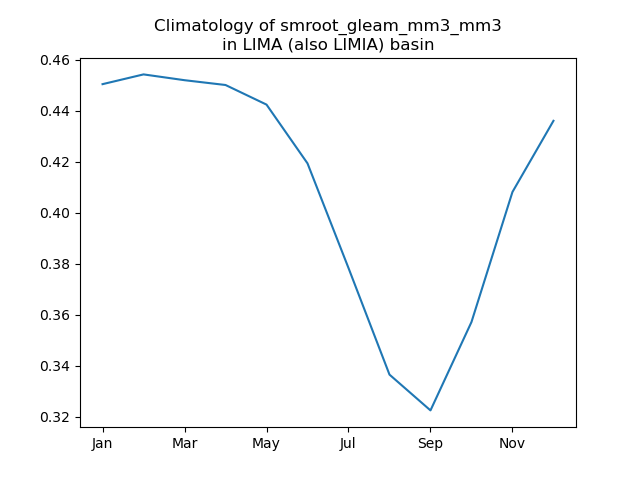 Climatology of smroot_gleam_mm3_mm3
in LIMA (also LIMIA) basin
0.46
0.44
0.42
0.40
0.38
0.36
0.34
0.32
Jan Mar May Jul Sep Nov